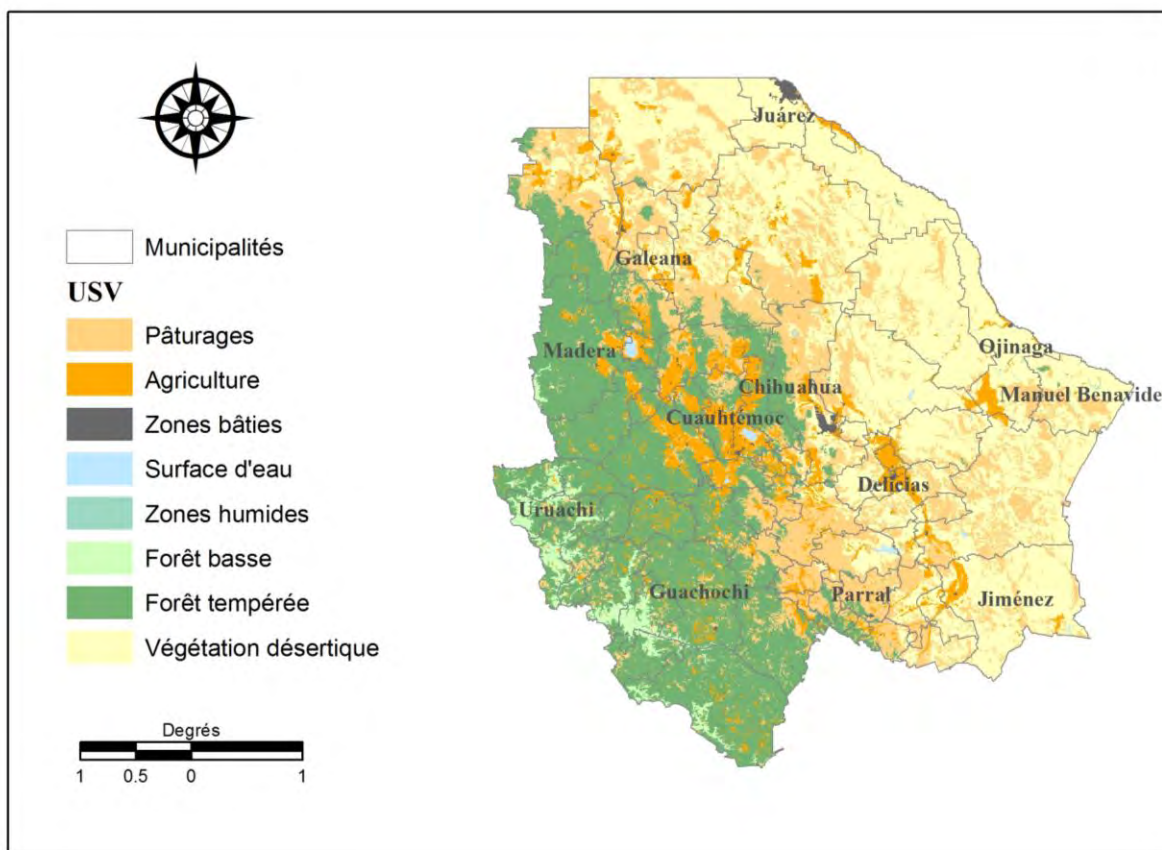 Municipalités
USV
Pâturages
Agriculture
Zones bâties
Surface d'eau
Zones humides
Forêt basse
Forêt tempérée
Végétation désertique
Degrés
1 0.5 0 1
Juárez
Galeana
Madera
Ojinaga
Chihuahua
Manuel Benavide
Cuauhtémoc
Delicias
Uruachi
Guachochi
Parral
Jiménez